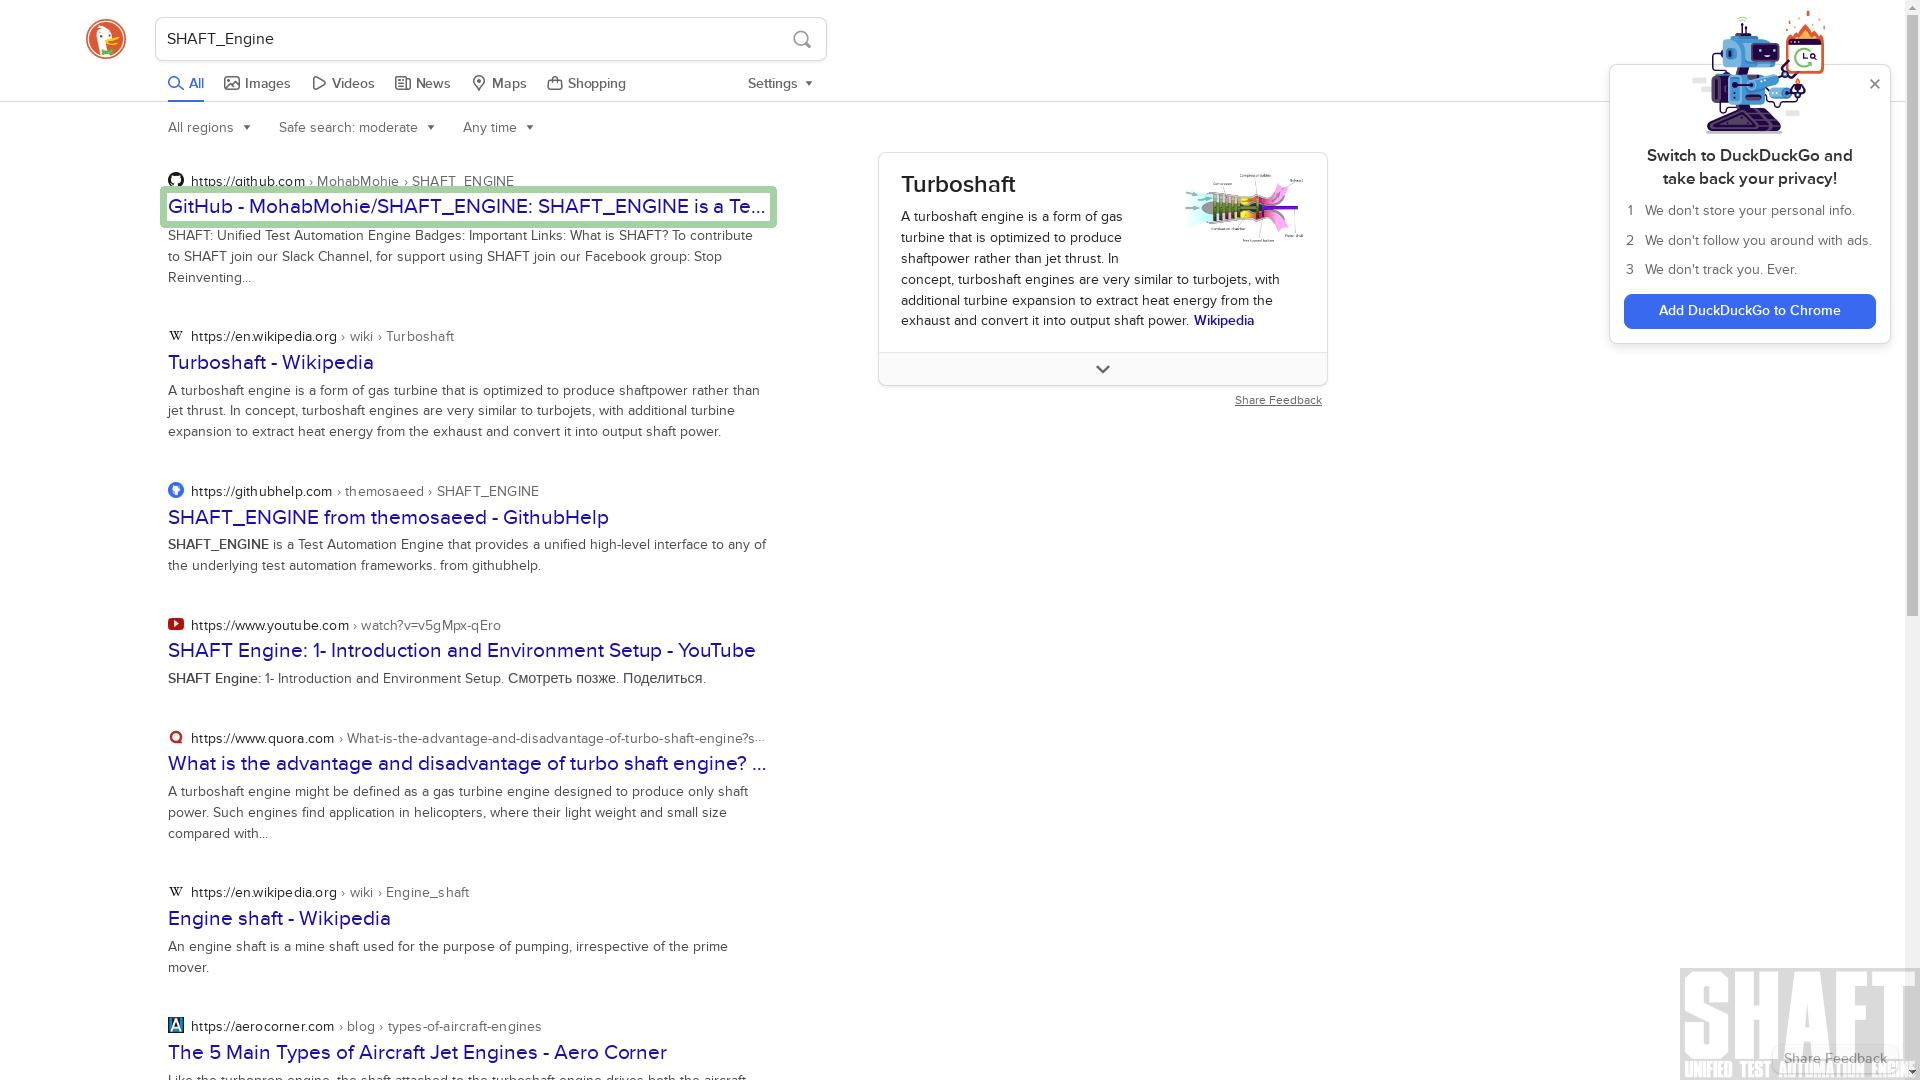 SHAFT_Engine
All Images Videos News Maps Shopping Settings
All regions Safe search: moderate Any time
https://github.com › MohabMohie › SHAFT_ENGINE
GitHub - MohabMohie/SHAFT_ENGINE: SHAFT_ENGINE is a Te...
SHAFT: Unified Test Automation Engine Badges: Important Links: What is SHAFT? To contribute
to SHAFT join our Slack Channel, for support using SHAFT join our Facebook group: Stop
Reinventing...
https://en.wikipedia.org › wiki › Turboshaft
Turboshaft - Wikipedia
A turboshaft engine is a form of gas turbine that is optimized to produce shaftpower rather than
jet thrust. In concept, turboshaft engines are very similar to turbojets, with additional turbine
expansion to extract heat energy from the exhaust and convert it into output shaft power.
https://githubhelp.com › themosaeed › SHAFT_ENGINE
SHAFT_ENGINE from themosaeed - GithubHelp
SHAFT_ENGINE is a Test Automation Engine that provides a unified high-level interface to any of
the underlying test automation frameworks. from githubhelp.
https://www.youtube.com › watch?v=v5gMpx-qEro
SHAFT Engine: 1- Introduction and Environment Setup - YouTube
SHAFT Engine: 1- Introduction and Environment Setup. Смотреть позже. Поделиться.
https://www.quora.com › What-is-the-advantage-and-disadvantage-of-turbo-shaft-engine?s...
What is the advantage and disadvantage of turbo shaft engine? ...
A turboshaft engine might be defined as a gas turbine engine designed to produce only shaft
power. Such engines find application in helicopters, where their light weight and small size
compared with...
https://en.wikipedia.org › wiki › Engine_shaft
Engine shaft - Wikipedia
An engine shaft is a mine shaft used for the purpose of pumping, irrespective of the prime
mover.
https://aerocorner.com › blog › types-of-aircraft-engines
The 5 Main Types of Aircraft Jet Engines - Aero Corner
Like the turboprop engine, the shaft attached to the turboshaft engine drives both the aircraft
Turboshaft
A turboshaft engine is a form of gas
turbine that is optimized to produce
shaftpower rather than jet thrust. In
concept, turboshaft engines are very similar to turbojets, with
additional turbine expansion to extract heat energy from the
exhaust and convert it into output shaft power. Wikipedia
Share Feedback
Switch to DuckDuckGo and
take back your privacy!
1 We don't store your personal info.
2 We don't follow you around with ads.
3 We don't track you. Ever.
Add DuckDuckGo to Chrome
SHAFT
Share Feedback
UNIFIED TEST AUTOMATION ENGINE